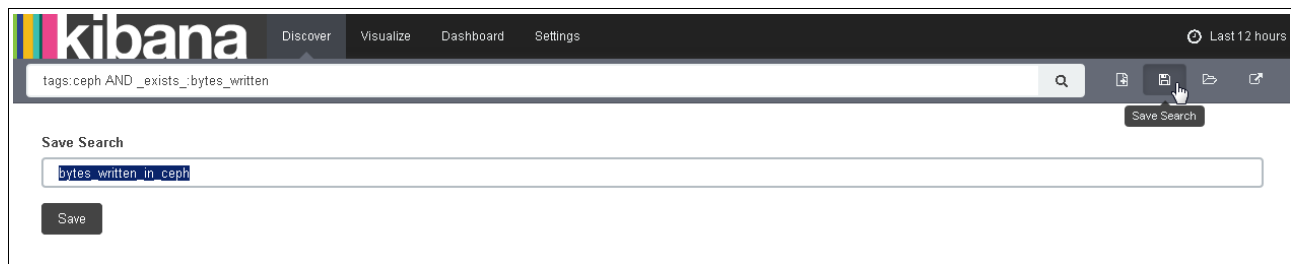 kibana Discover Visualize Dashboard Settings Last 12 hours
tags:ceph AND _exists_:bytes_written
Save Search
Save Search
bytes_written_in_ceph
Save